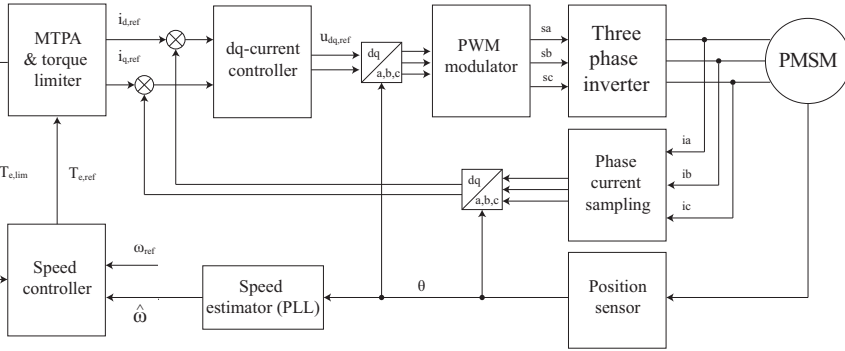 MTPA
& torque
limiter
i_{d,ref}
i_{q,ref}
dq-current
controller
u_{dq,ref}
dq
a,b,c
PWM
modulator
sa
sb
sc
Three
phase
inverter
PMSM
ia
ib
ic
Phase
current
sampling
dq
a,b,c
T_{e,lim}
T_{e,ref}
Speed
controller
ω_{ref}
ω̂
Speed
estimator (PLL)
θ
Position
sensor